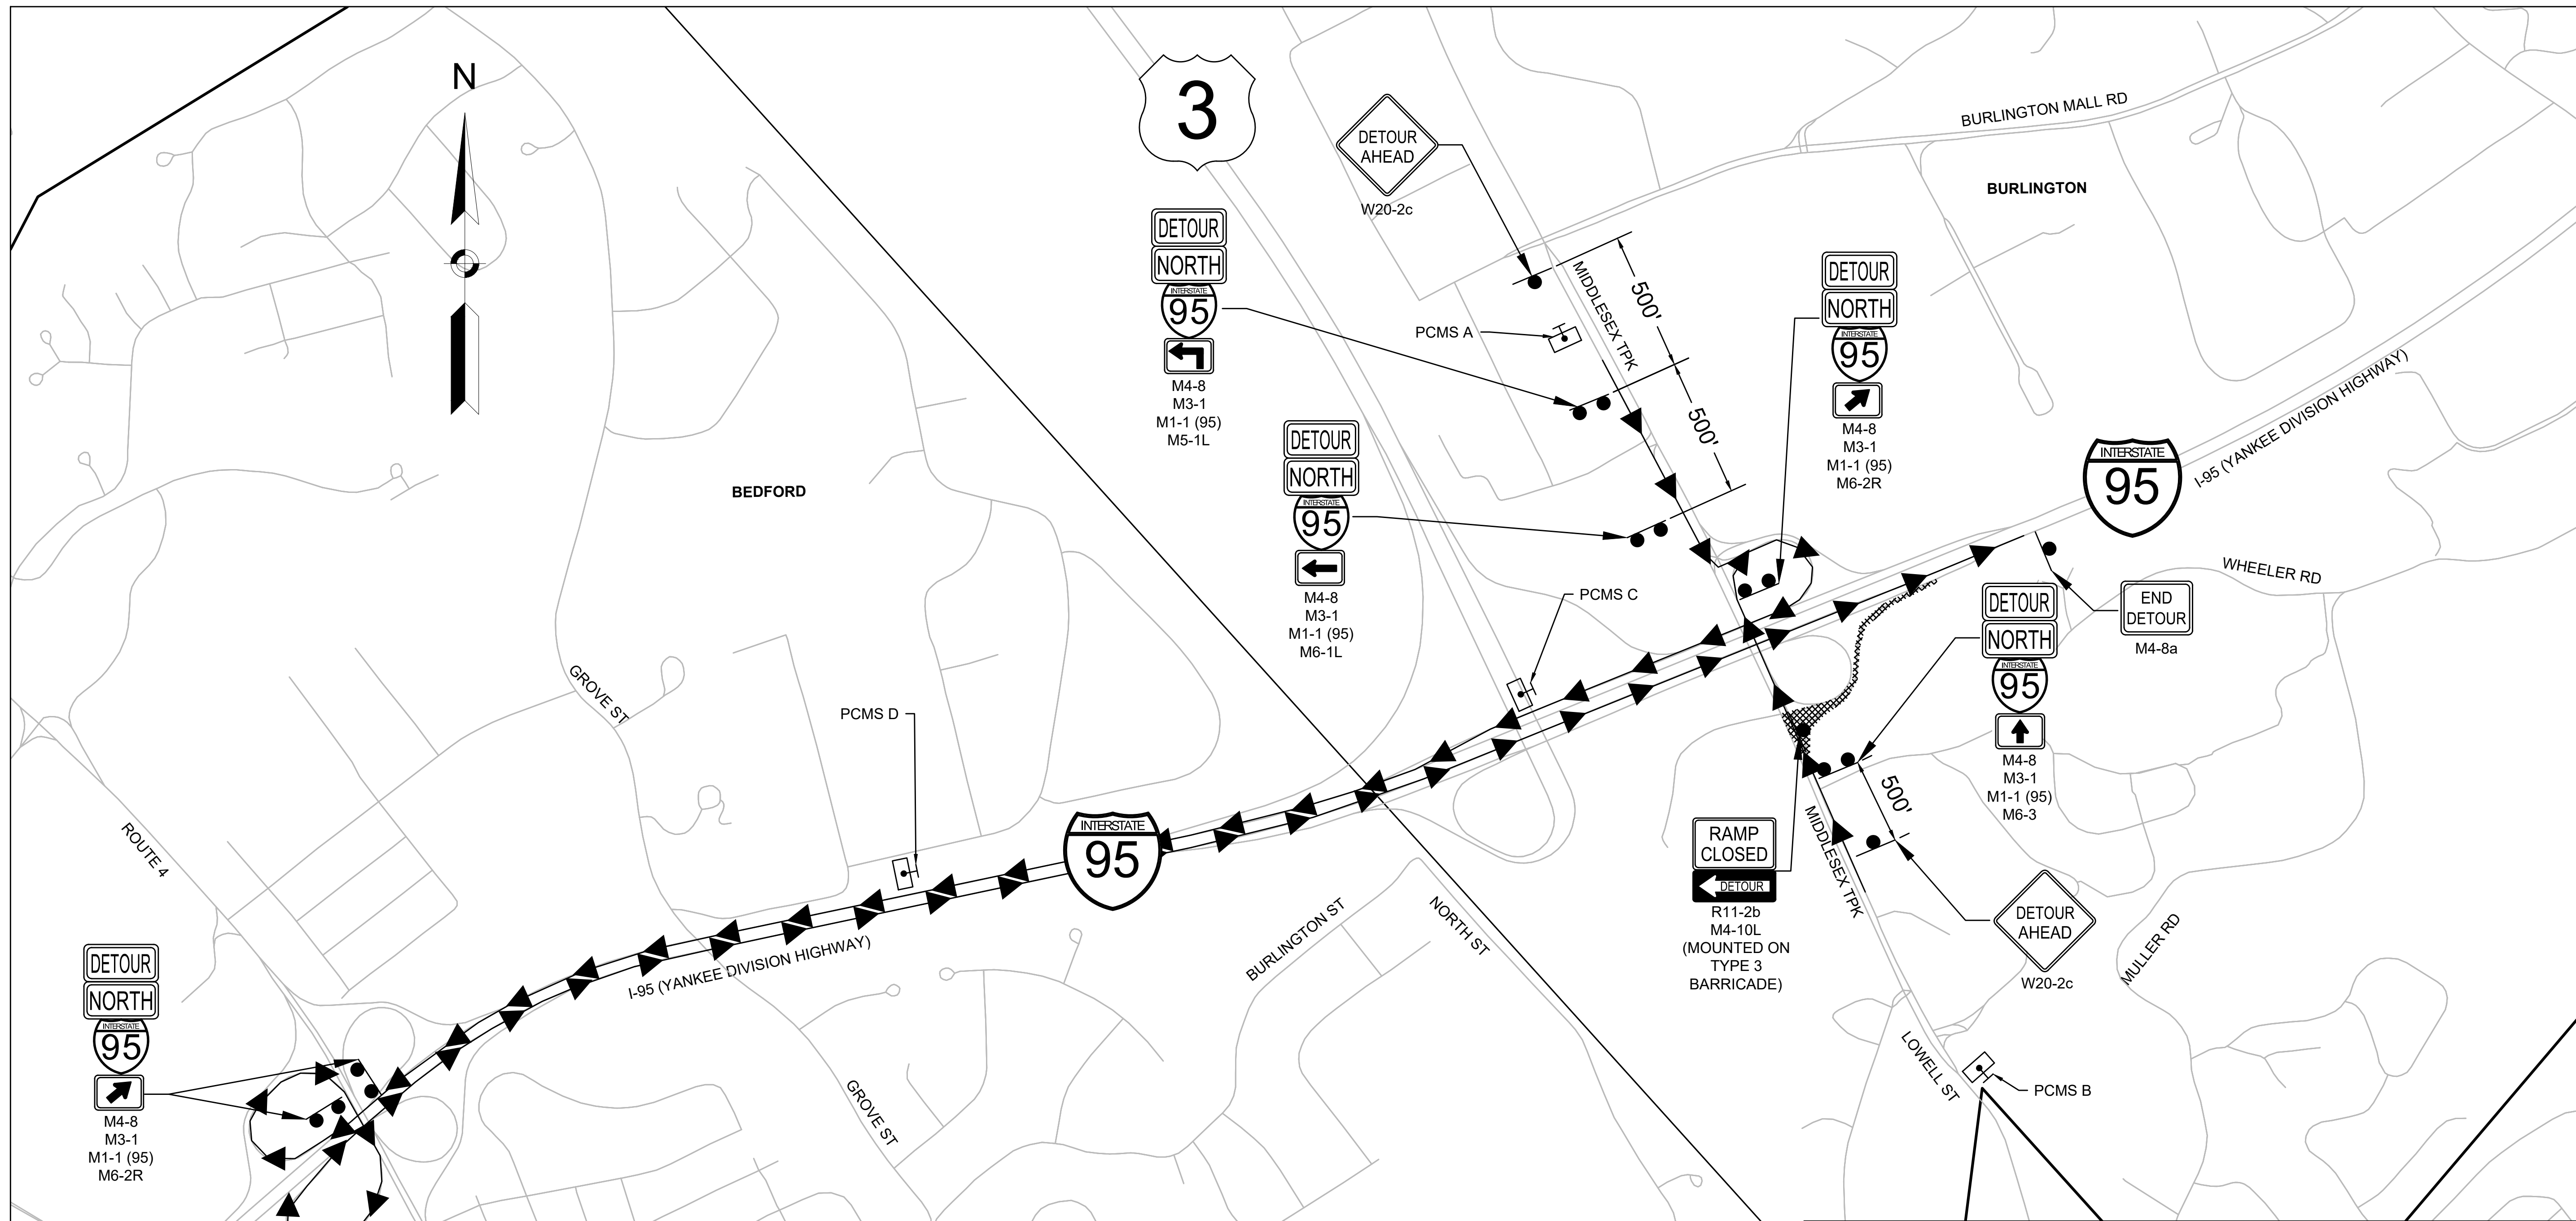 N
3
DETOUR
AHEAD
W20-2c
BURLINGTON MALL RD
BURLINGTON
DETOUR
NORTH
INTERSTATE
95
M4-8
M3-1
M1-1 (95)
M5-1L
MIDDLESEX TPK
500'
500'
PCMS A
DETOUR
NORTH
INTERSTATE
95
M4-8
M3-1
M1-1 (95)
M6-2R
DETOUR
NORTH
INTERSTATE
95
M4-8
M3-1
M1-1 (95)
M6-1L
BEDFORD
INTERSTATE
95
I-95 (YANKEE DIVISION HIGHWAY)
WHEELER RD
PCMS C
END
DETOUR
M4-8a
DETOUR
NORTH
INTERSTATE
95
M4-8
M3-1
M1-1 (95)
M6-3
GROVE ST
PCMS D
500'
ROUTE 4
INTERSTATE
95
MIDDLESEX TPK
RAMP
CLOSED
DETOUR
R11-2b
M4-10L
(MOUNTED ON
TYPE 3
BARRICADE)
DETOUR
AHEAD
W20-2c
MULLER RD
BURLINGTON ST
NORTH ST
I-95 (YANKEE DIVISION HIGHWAY)
DETOUR
NORTH
INTERSTATE
95
M4-8
M3-1
M1-1 (95)
M6-2R
GROVE ST
LOWELL ST
PCMS B